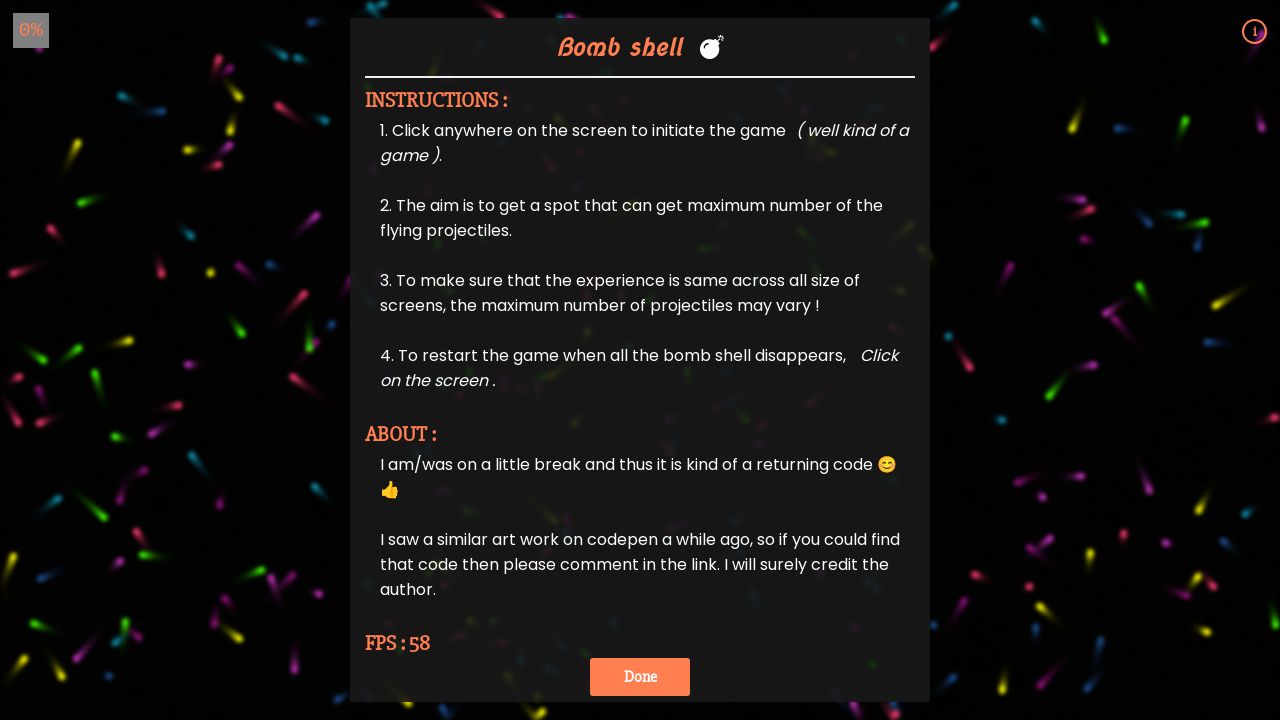 0%
i
Bomb shell 💣
INSTRUCTIONS :
1. Click anywhere on the screen to initiate the game ( well kind of a
game ).
2. The aim is to get a spot that can get maximum number of the
flying projectiles.
3. To make sure that the experience is same across all size of
screens, the maximum number of projectiles may vary !
4. To restart the game when all the bomb shell disappears, Click
on the screen .
ABOUT :
I am/was on a little break and thus it is kind of a returning code 😊
👍
I saw a similar art work on codepen a while ago, so if you could find
that code then please comment in the link. I will surely credit the
author.
FPS : 58
Done